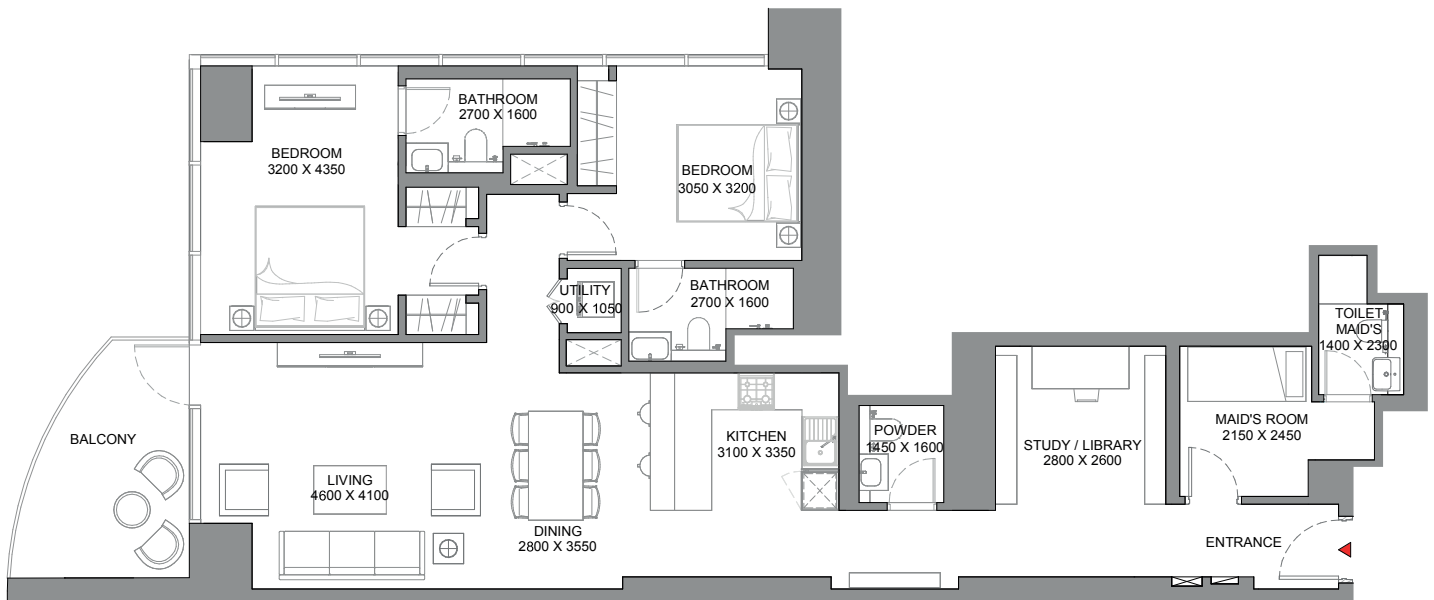 BATHROOM
2700 X 1600
BEDROOM
3200 X 4350
BEDROOM
3050 X 3200
UTILITY
900 X 1050
BATHROOM
2700 X 1600
TOILET
MAID'S
1400 X 2300
BALCONY
LIVING
4600 X 4100
DINING
2800 X 3550
KITCHEN
3100 X 3350
POWDER
1450 X 1600
STUDY / LIBRARY
2800 X 2600
MAID'S ROOM
2150 X 2450
ENTRANCE